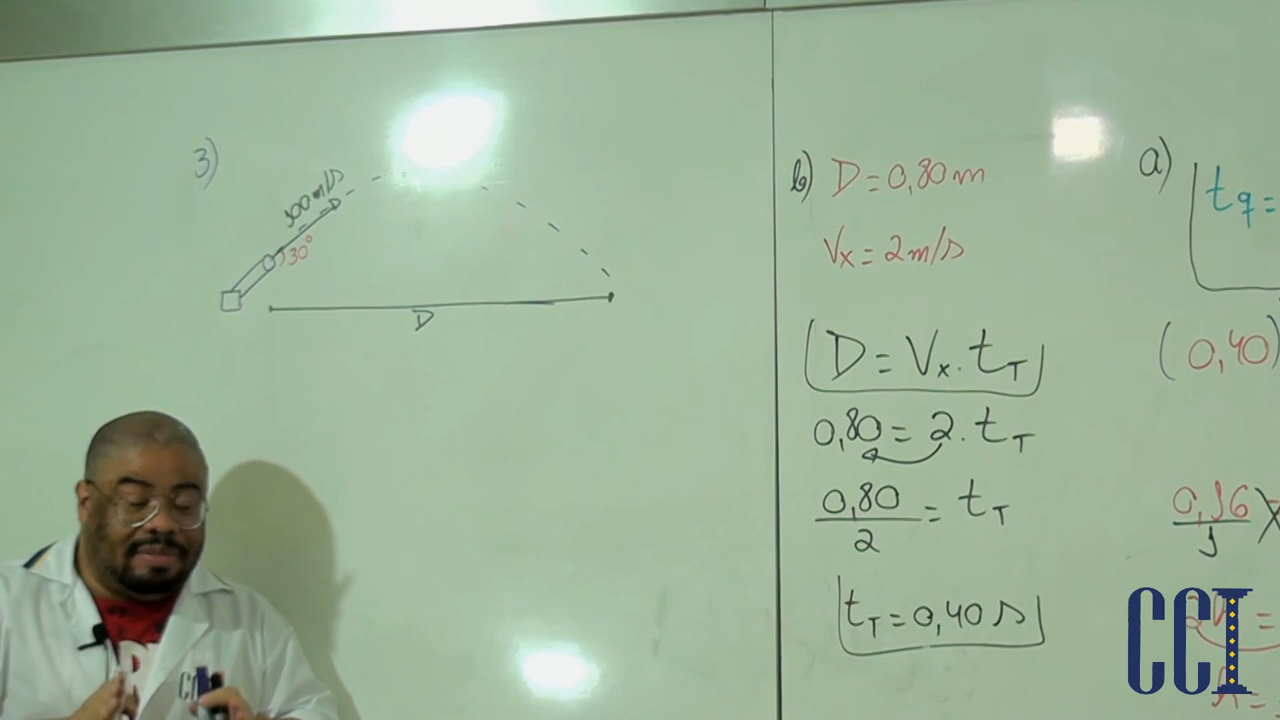 3)
100 m/s
30°
D
b) D = 0,80 m
Vx = 2 m/s
D = Vx . tT
0,80 = 2 . tT
0,80/2 = tT
tT = 0,40 s
a)
tq =
(0,40)
0,16/1
CCI